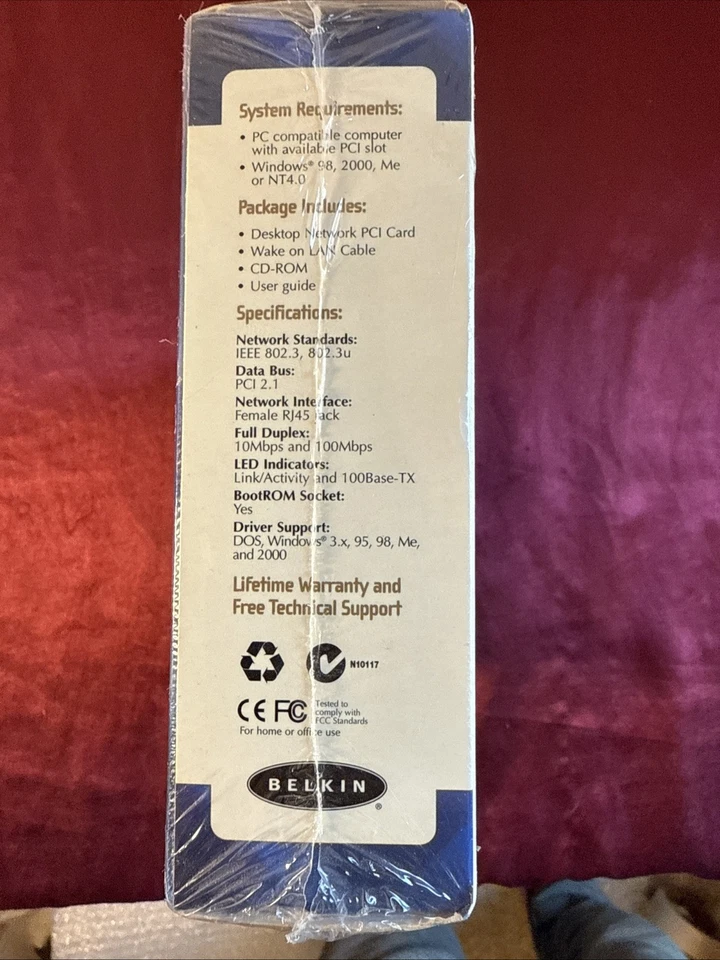 System Requirements:
• PC compatible computer
with available PCI slot
• Windows® 98, 2000, Me
or NT4.0
Package Includes:
• Desktop Network PCI Card
• Wake on LAN Cable
• CD-ROM
• User guide
Specifications:
Network Standards:
IEEE 802.3, 802.3u
Data Bus:
PCI 2.1
Network Interface:
Female RJ45 Jack
Full Duplex:
10Mbps and 100Mbps
LED Indicators:
Link/Activity and 100Base-TX
BootROM Socket:
Yes
Driver Support:
DOS, Windows® 3.x, 95, 98, Me,
and 2000
Lifetime Warranty and
Free Technical Support
N10117
CE FC Tested to
comply with
FCC Standards
For home or office use
BELKIN®